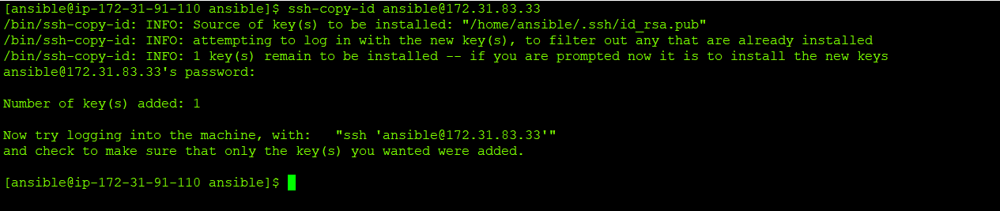 [ansible@ip-172-31-91-110 ansible]$ ssh-copy-id ansible@172.31.83.33
/bin/ssh-copy-id: INFO: Source of key(s) to be installed: "/home/ansible/.ssh/id_rsa.pub"
/bin/ssh-copy-id: INFO: attempting to log in with the new key(s), to filter out any that are already installed
/bin/ssh-copy-id: INFO: 1 key(s) remain to be installed -- if you are prompted now it is to install the new keys
ansible@172.31.83.33's password:
Number of key(s) added: 1
Now try logging into the machine, with:   "ssh 'ansible@172.31.83.33'"
and check to make sure that only the key(s) you wanted were added.
[ansible@ip-172-31-91-110 ansible]$